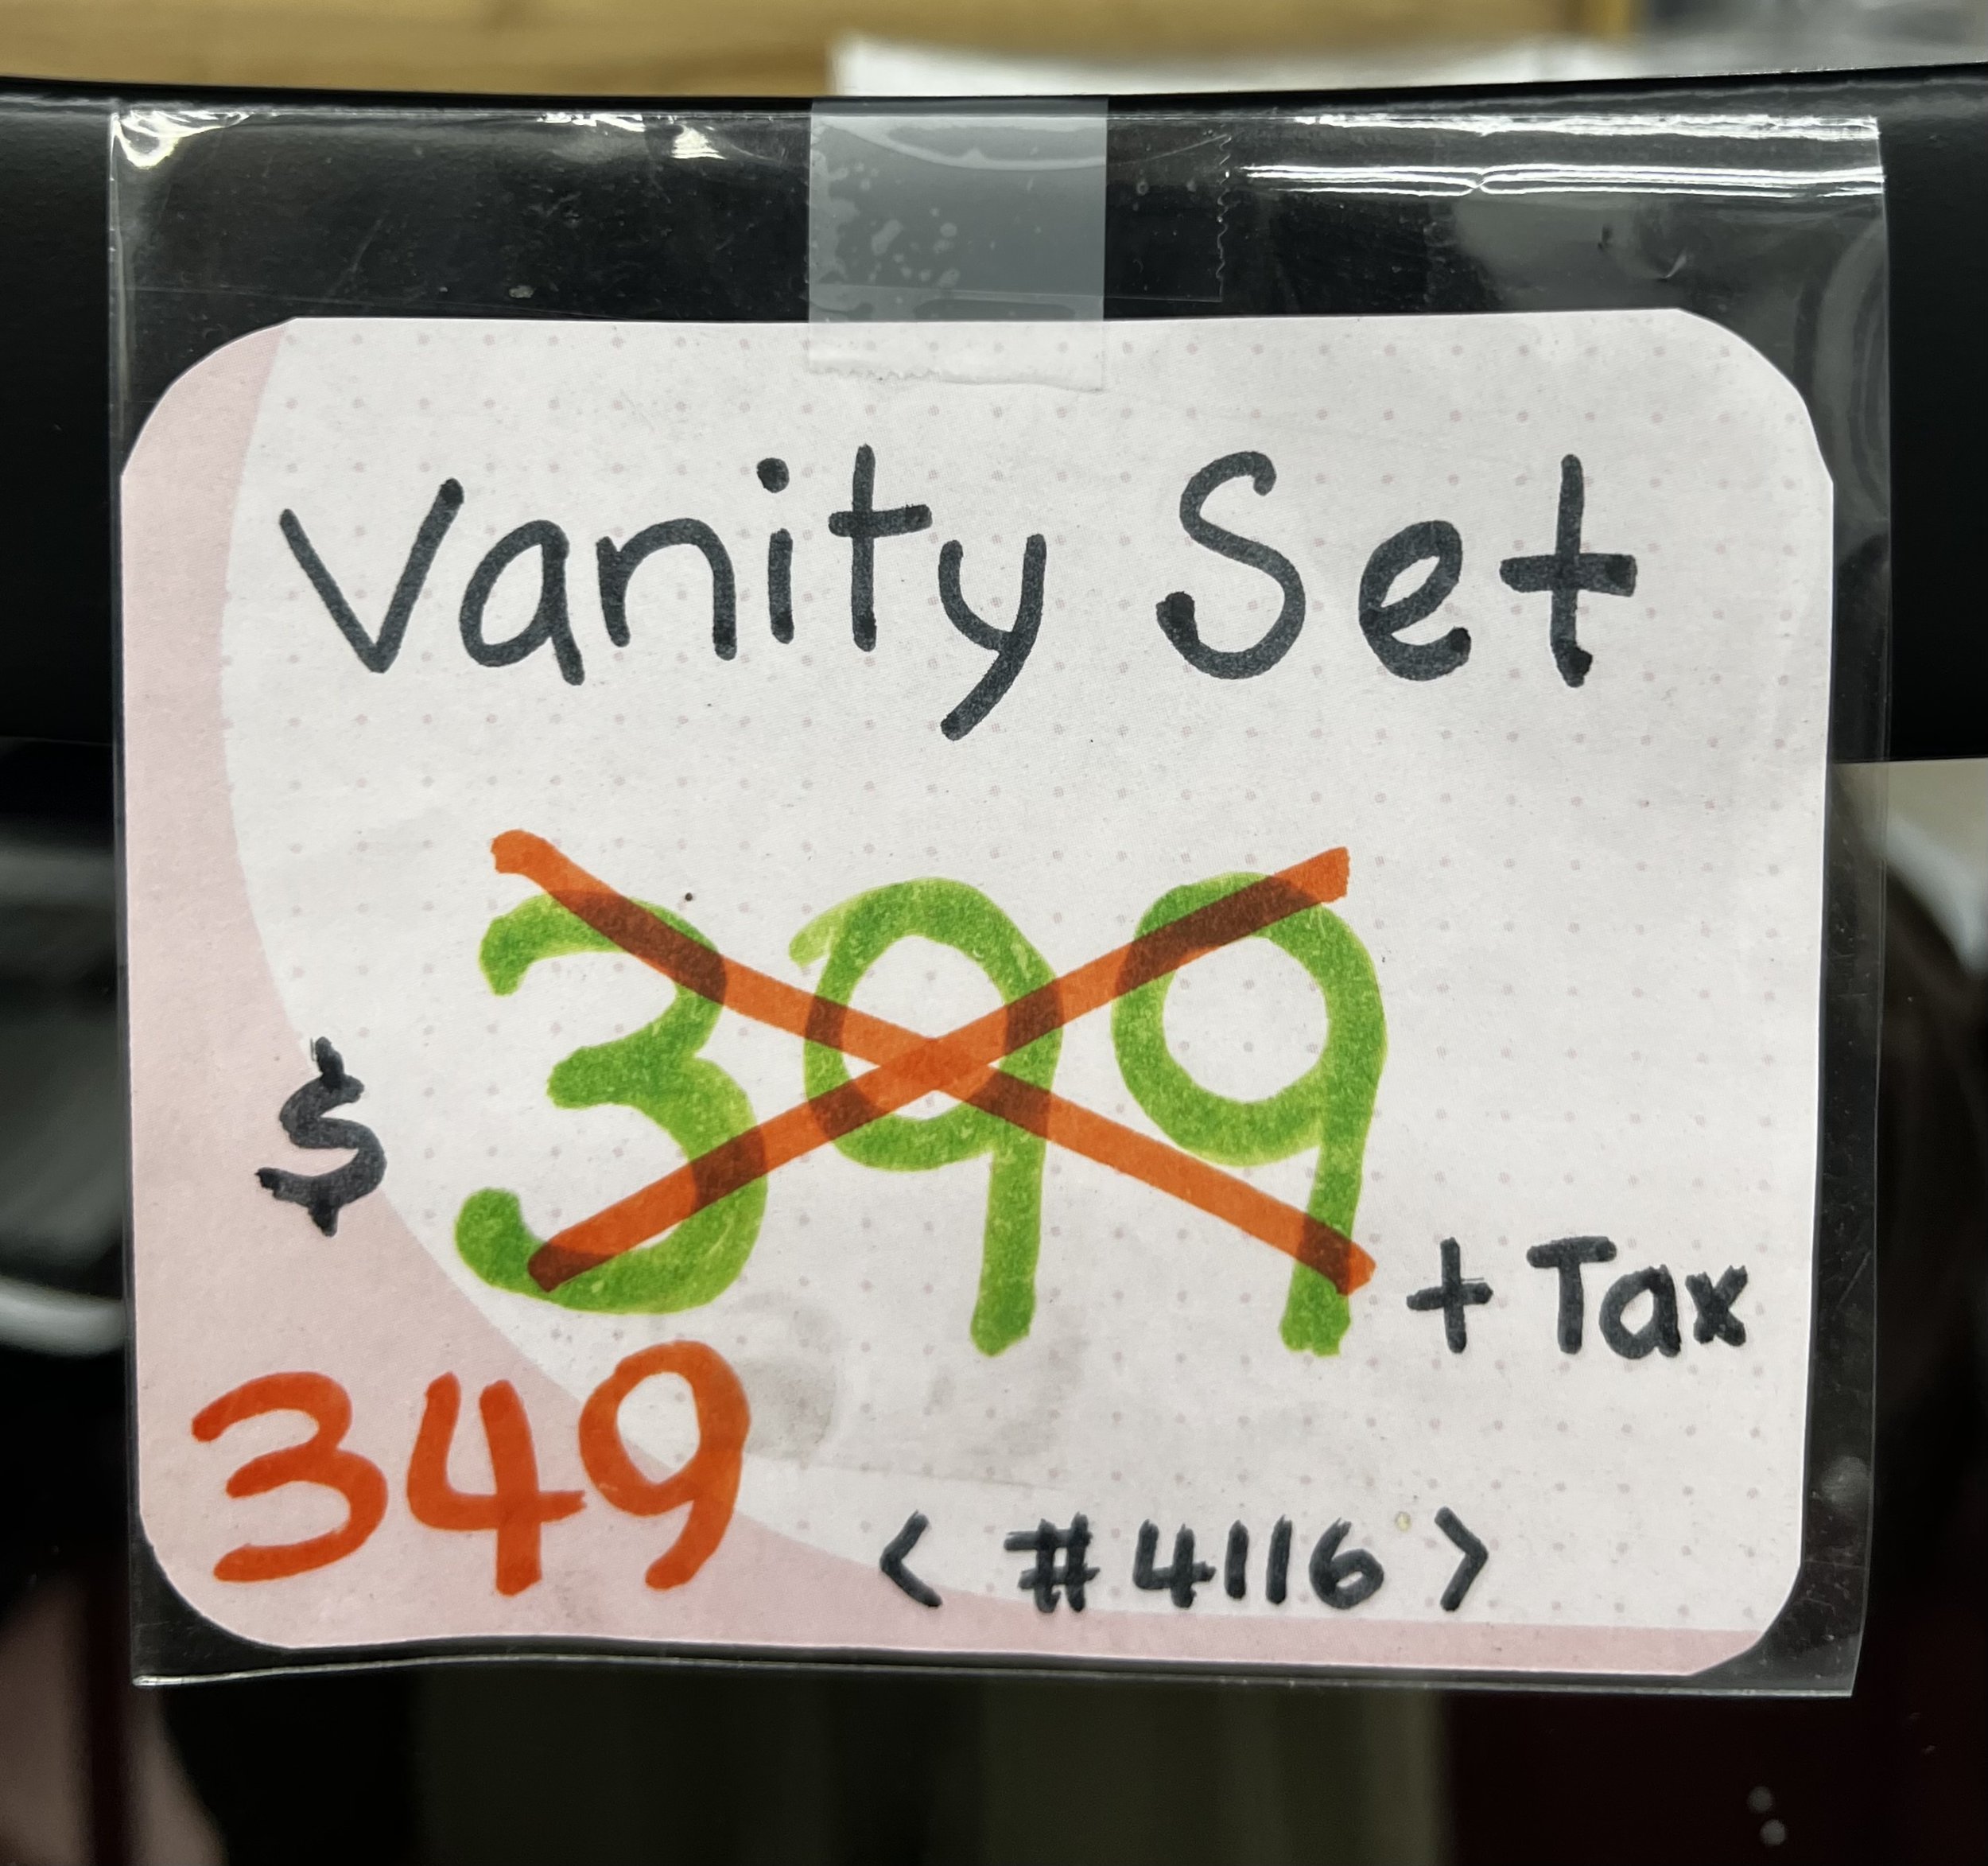 Vanity Set
$ 399 + Tax
349
< #4116 >